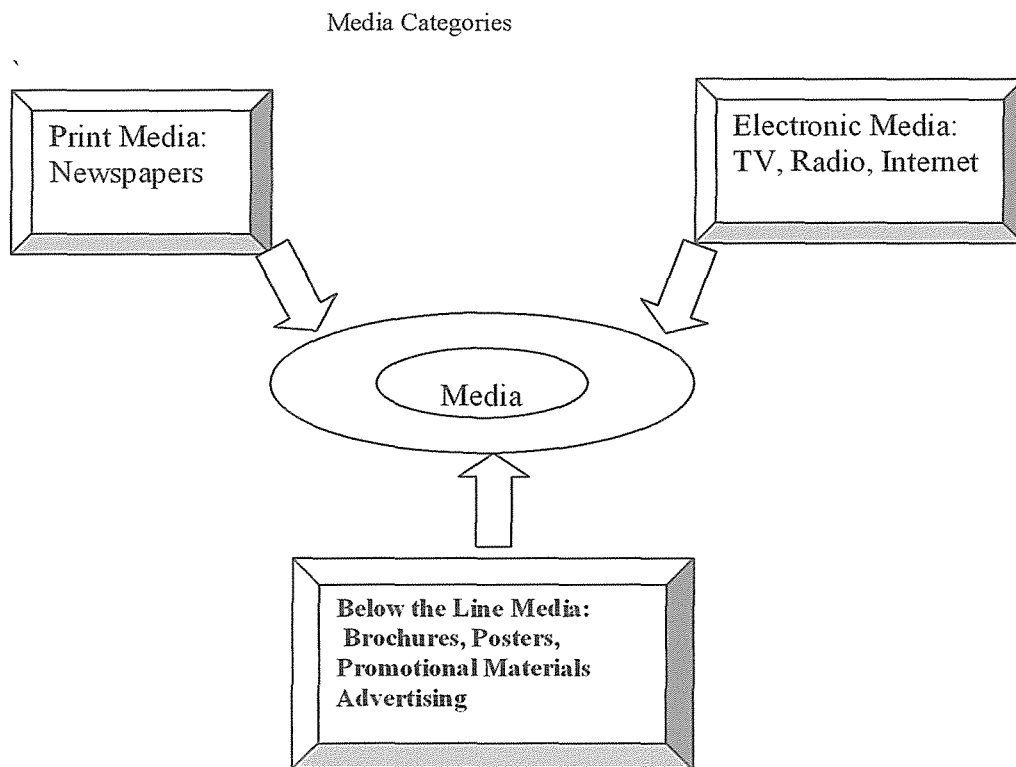 Media Categories
`
Print Media:
Newspapers
Electronic Media:
TV, Radio, Internet
Media
Below the Line Media:
Brochures, Posters,
Promotional Materials
Advertising